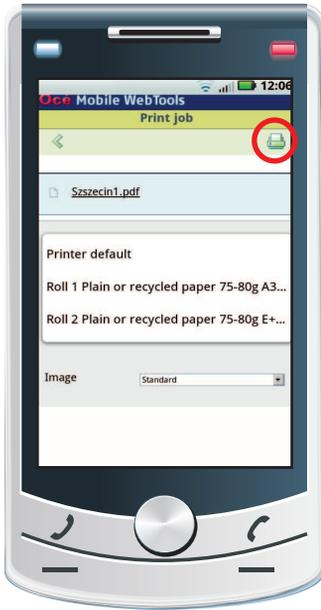 12:06
Océ Mobile WebTools
Print job
Szszecin1.pdf
Printer default
Roll 1 Plain or recycled paper 75-80g A3...
Roll 2 Plain or recycled paper 75-80g E+...
Image Standard